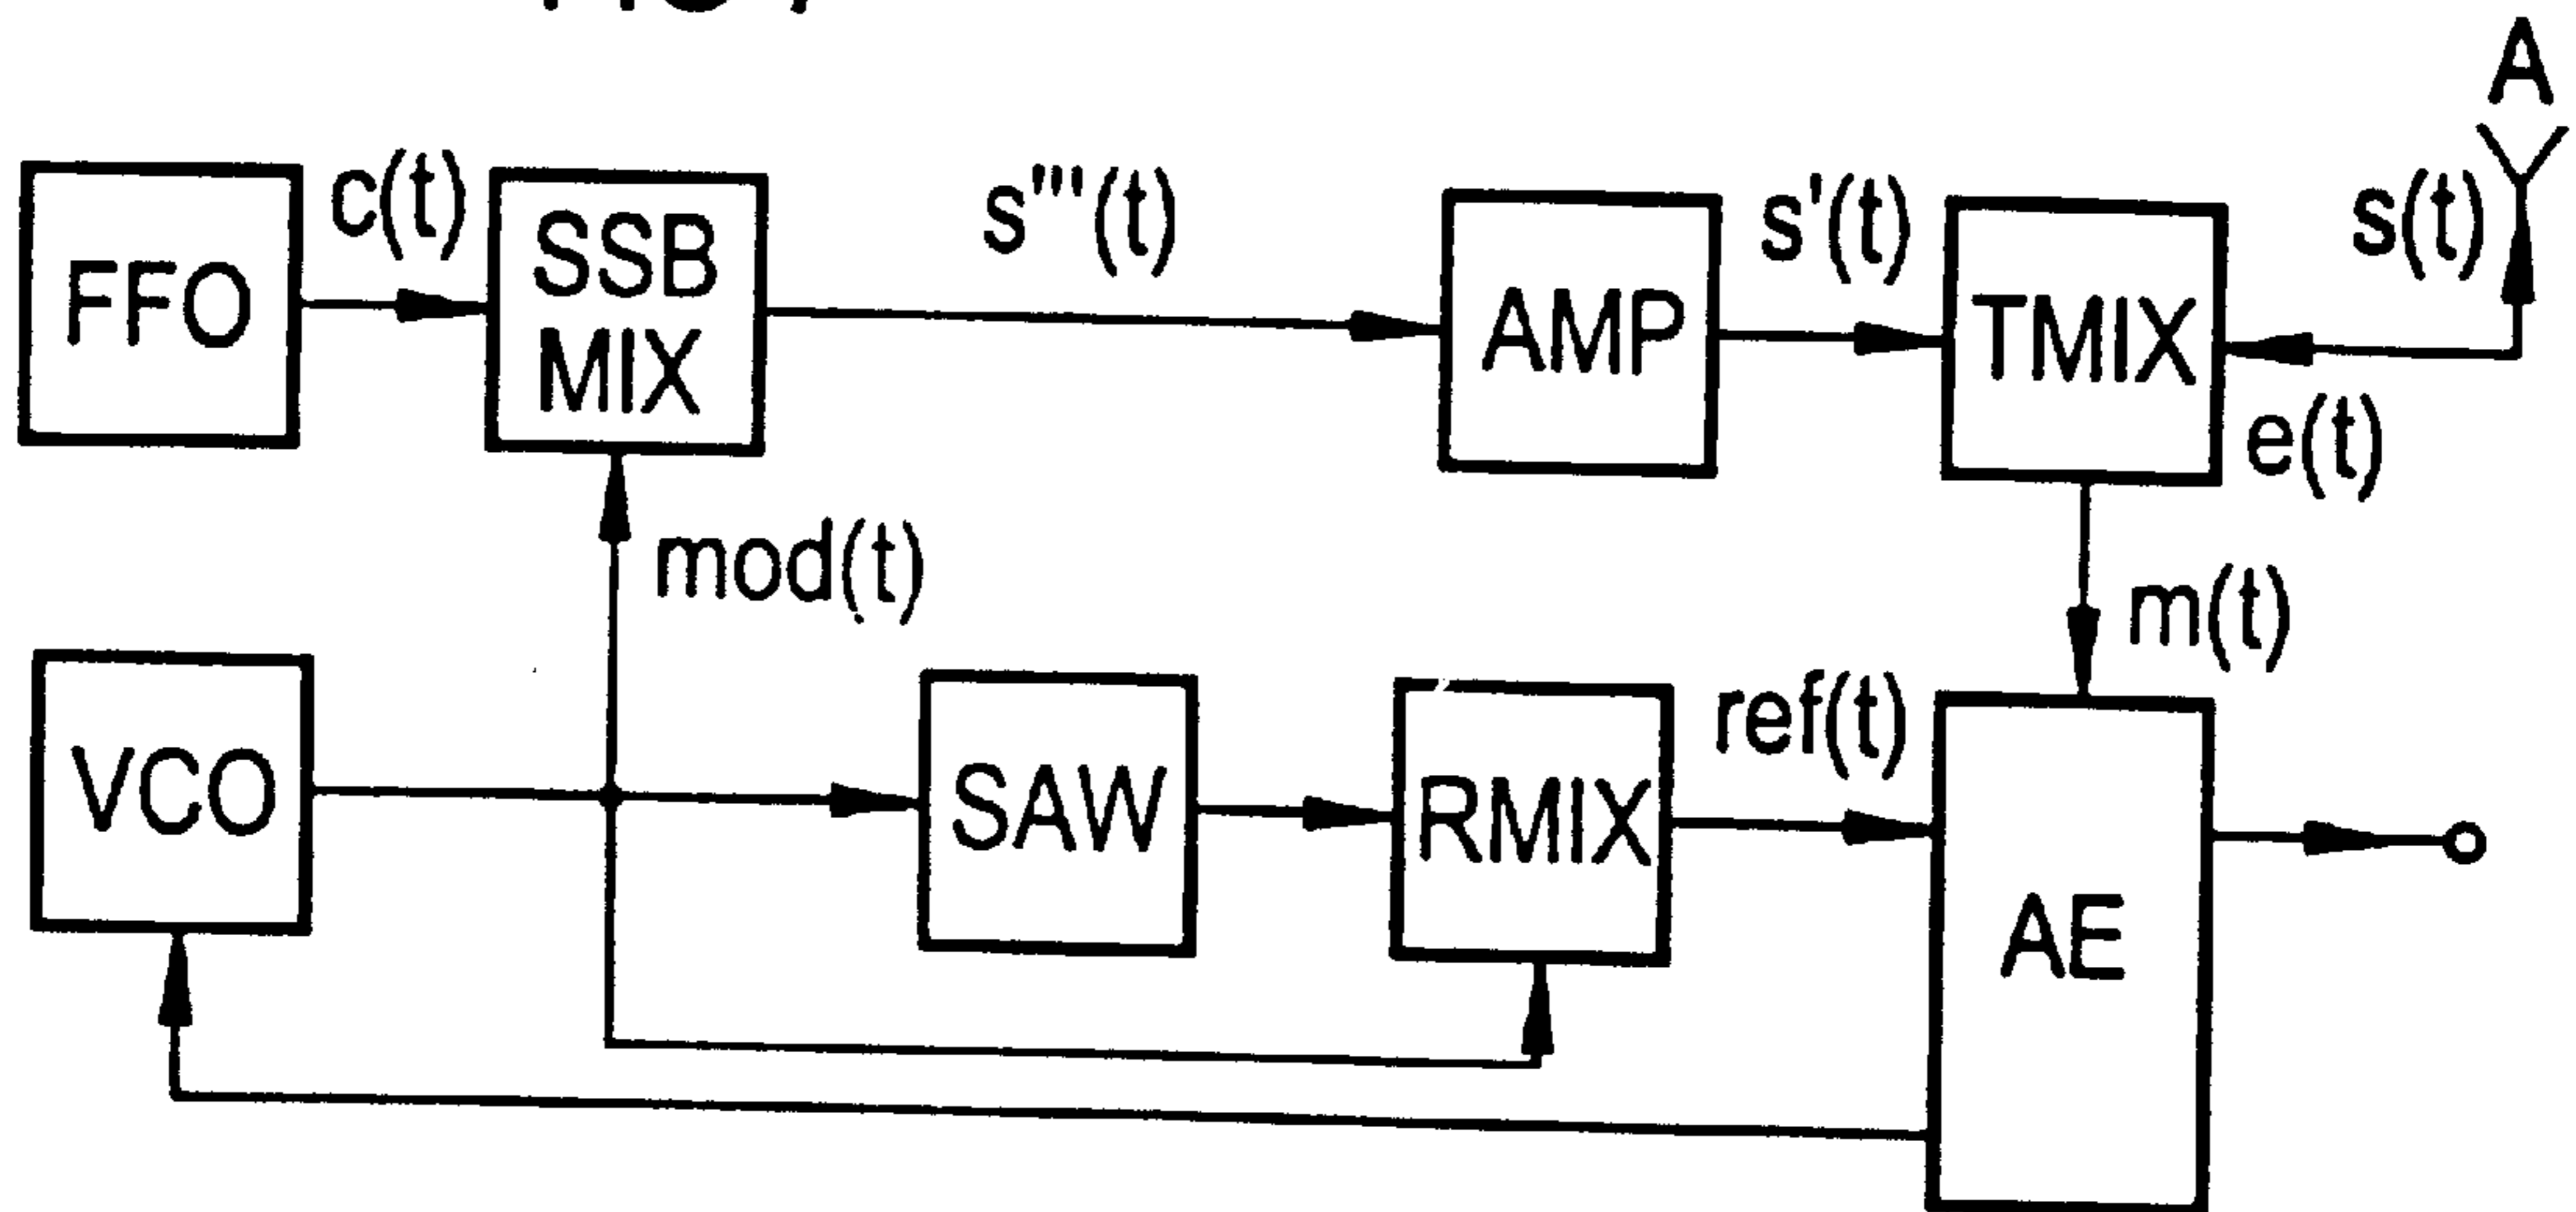 A
FFO
c(t)
SSB
MIX
s'''(t)
AMP
s'(t)
TMIX
s(t)
e(t)
mod(t)
m(t)
VCO
SAW
RMIX
ref(t)
AE